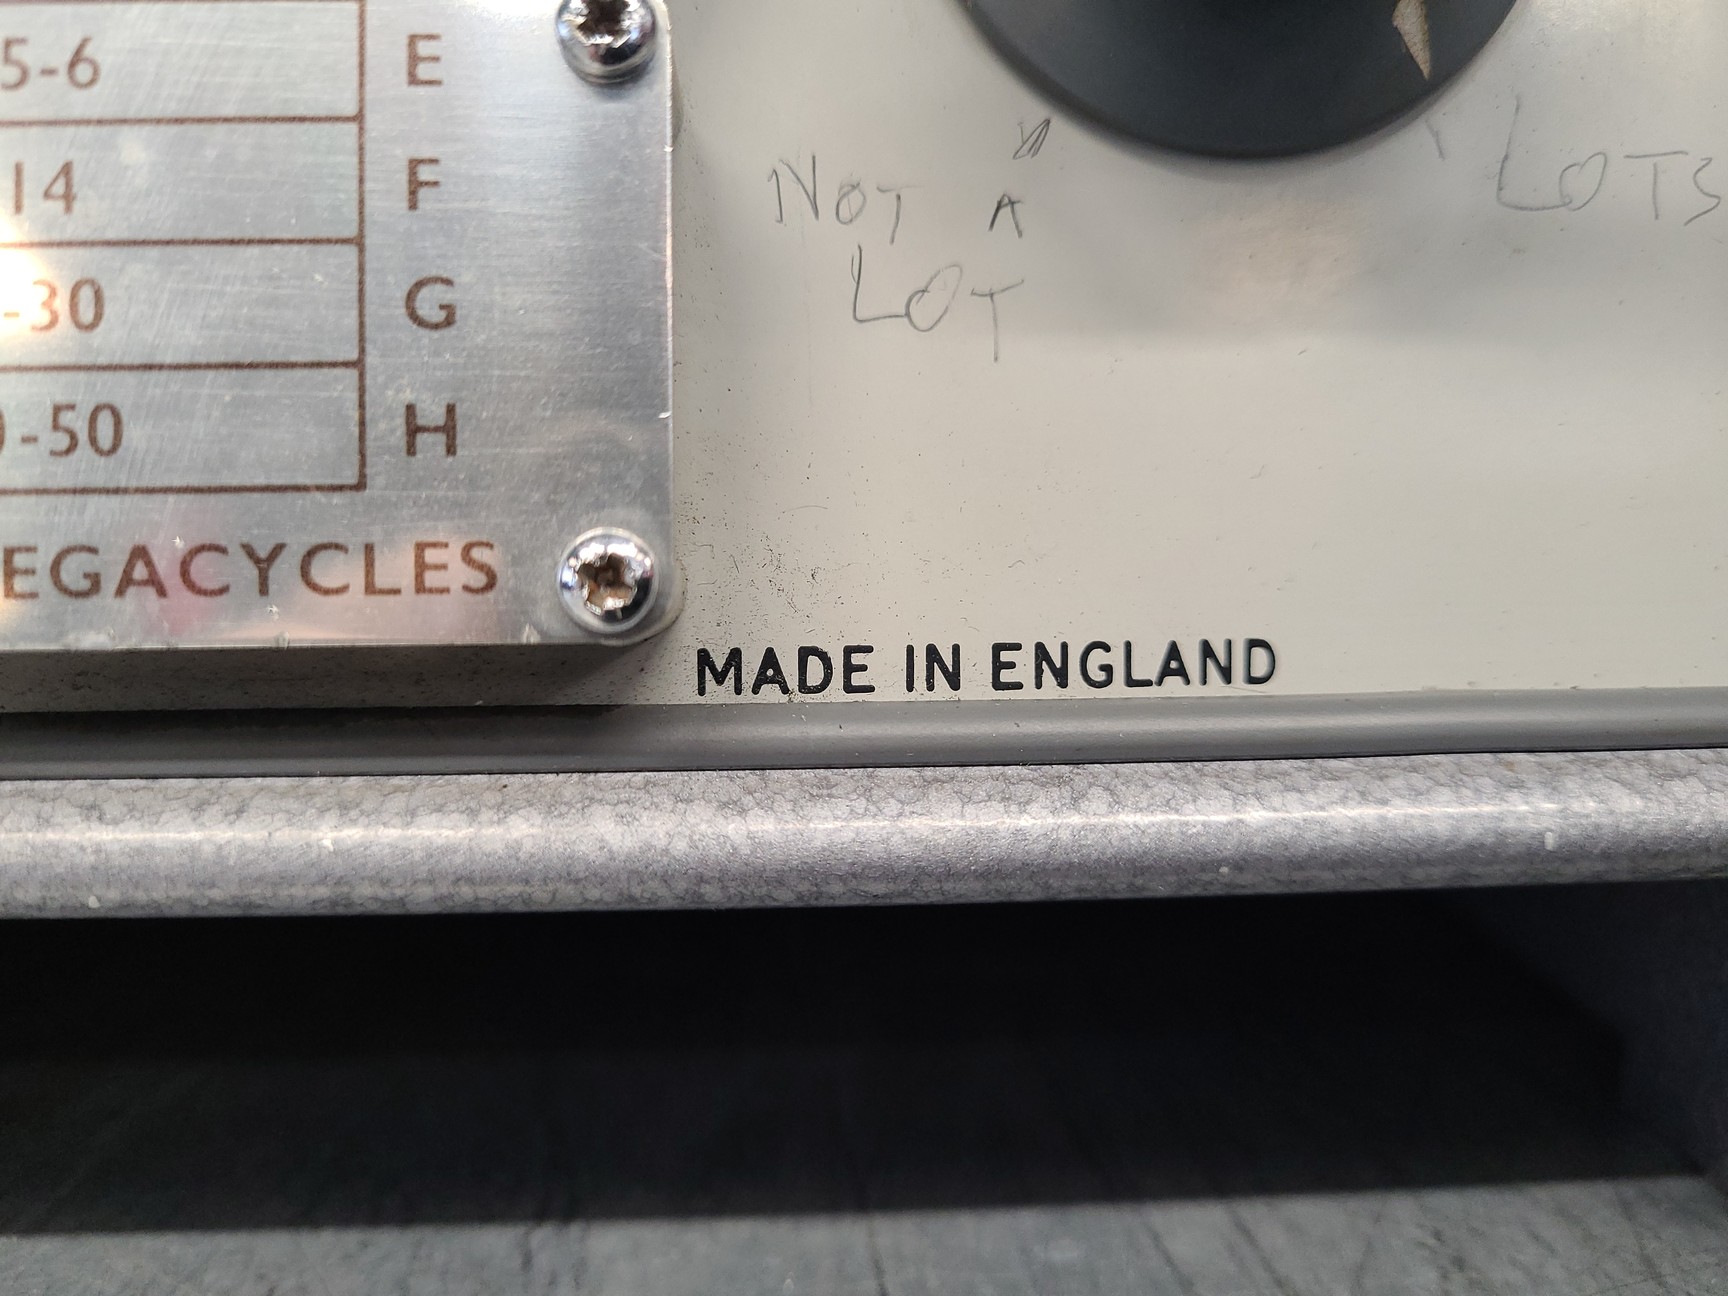 5-6 E
14 F
-30 G
-50 H
EGACYCLES
NOT A
LOT
LOTS
MADE IN ENGLAND